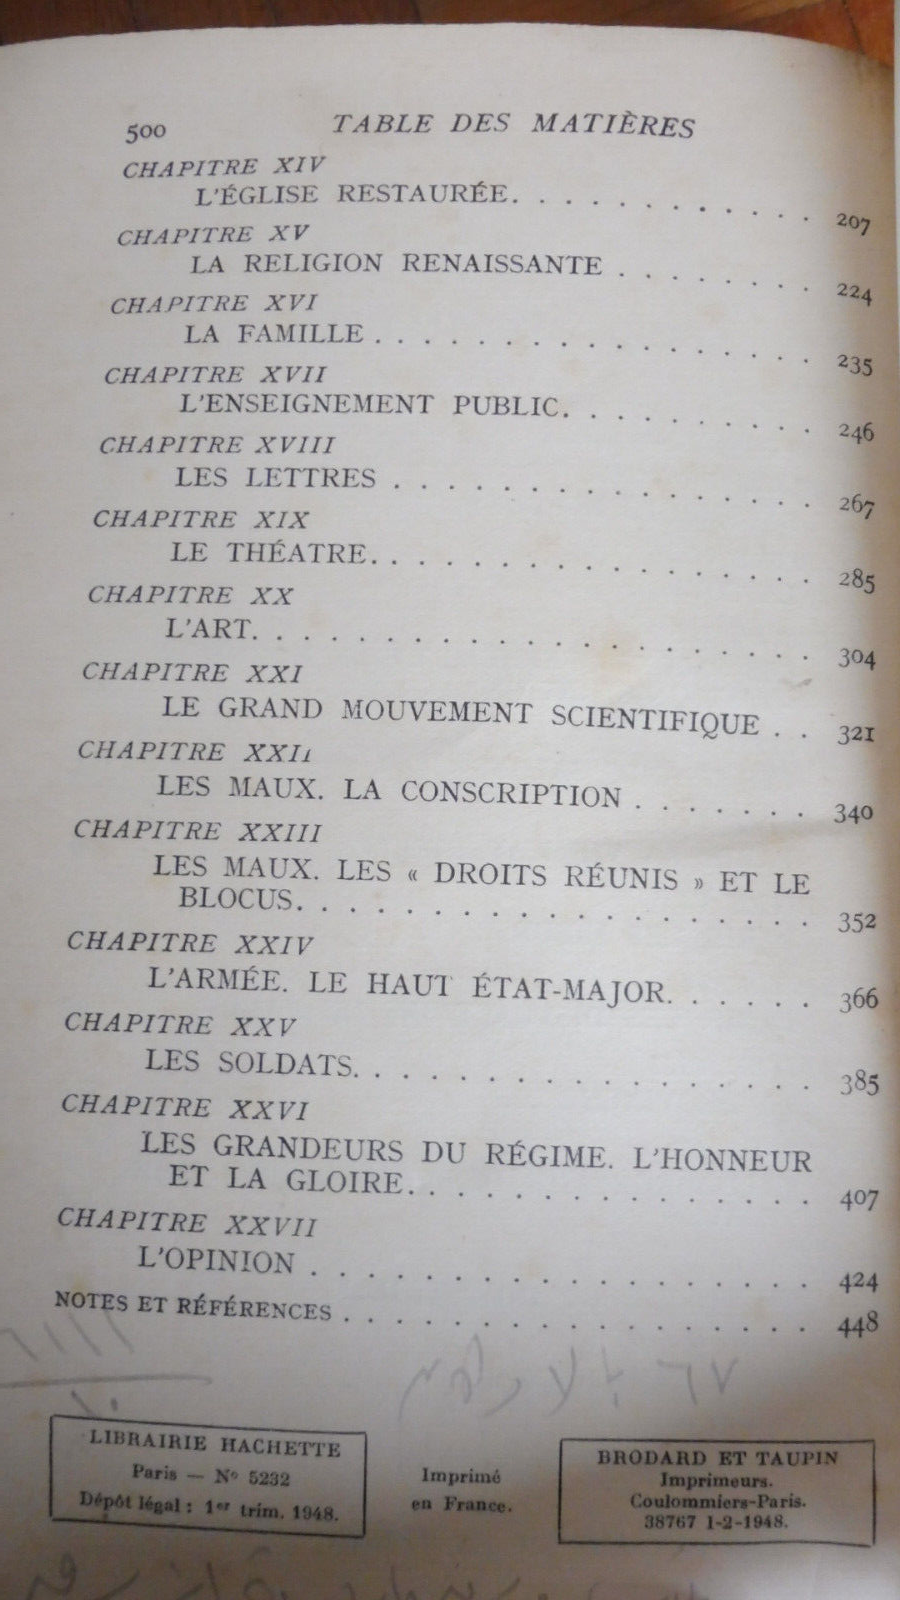 500 TABLE DES MATIÈRES
CHAPITRE XIV
L'ÉGLISE RESTAURÉE. . . . . . . . . . . . 207
CHAPITRE XV
LA RELIGION RENAISSANTE . . . . . . . . 224
CHAPITRE XVI
LA FAMILLE . . . . . . . . . . . . . . . . . 235
CHAPITRE XVII
L'ENSEIGNEMENT PUBLIC. . . . . . . . . . 246
CHAPITRE XVIII
LES LETTRES . . . . . . . . . . . . . . . . 267
CHAPITRE XIX
LE THÉATRE. . . . . . . . . . . . . . . . . 285
CHAPITRE XX
L'ART. . . . . . . . . . . . . . . . . . . . . 304
CHAPITRE XXI
LE GRAND MOUVEMENT SCIENTIFIQUE . . 321
CHAPITRE XXII
LES MAUX. LA CONSCRIPTION . . . . . . . 340
CHAPITRE XXIII
LES MAUX. LES « DROITS RÉUNIS » ET LE
BLOCUS. . . . . . . . . . . . . . . . . . . . 352
CHAPITRE XXIV
L'ARMÉE. LE HAUT ÉTAT-MAJOR. . . . . . 366
CHAPITRE XXV
LES SOLDATS. . . . . . . . . . . . . . . . . 385
CHAPITRE XXVI
LES GRANDEURS DU RÉGIME. L'HONNEUR
ET LA GLOIRE. . . . . . . . . . . . . . . . 407
CHAPITRE XXVII
L'OPINION . . . . . . . . . . . . . . . . . . 424
NOTES ET RÉFÉRENCES . . . . . . . . . . . . . . . 448
LIBRAIRIE HACHETTE
Paris — N° 5232
Dépôt légal : 1er trim. 1948.
Imprimé
en France.
BRODARD ET TAUPIN
Imprimeurs.
Coulommiers-Paris.
38767 1-2-1948.